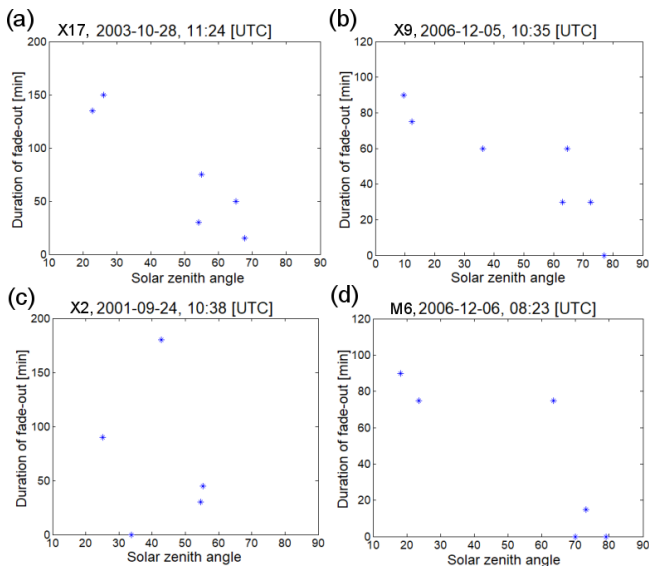 (a)
X17, 2003-10-28, 11:24 [UTC]
Duration of fade-out [min]
200
150
100
50
0
10 20 30 40 50 60 70 80 90
Solar zenith angle
(b)
X9, 2006-12-05, 10:35 [UTC]
Duration of fade-out [min]
120
100
80
60
40
20
0
0 10 20 30 40 50 60 70 80 90
Solar zenith angle
(c)
X2, 2001-09-24, 10:38 [UTC]
Duration of fade-out [min]
200
150
100
50
0
10 20 30 40 50 60 70 80 90
Solar zenith angle
(d)
M6, 2006-12-06, 08:23 [UTC]
Duration of fade-out [min]
120
100
80
60
40
20
0
10 20 30 40 50 60 70 80 90
Solar zenith angle